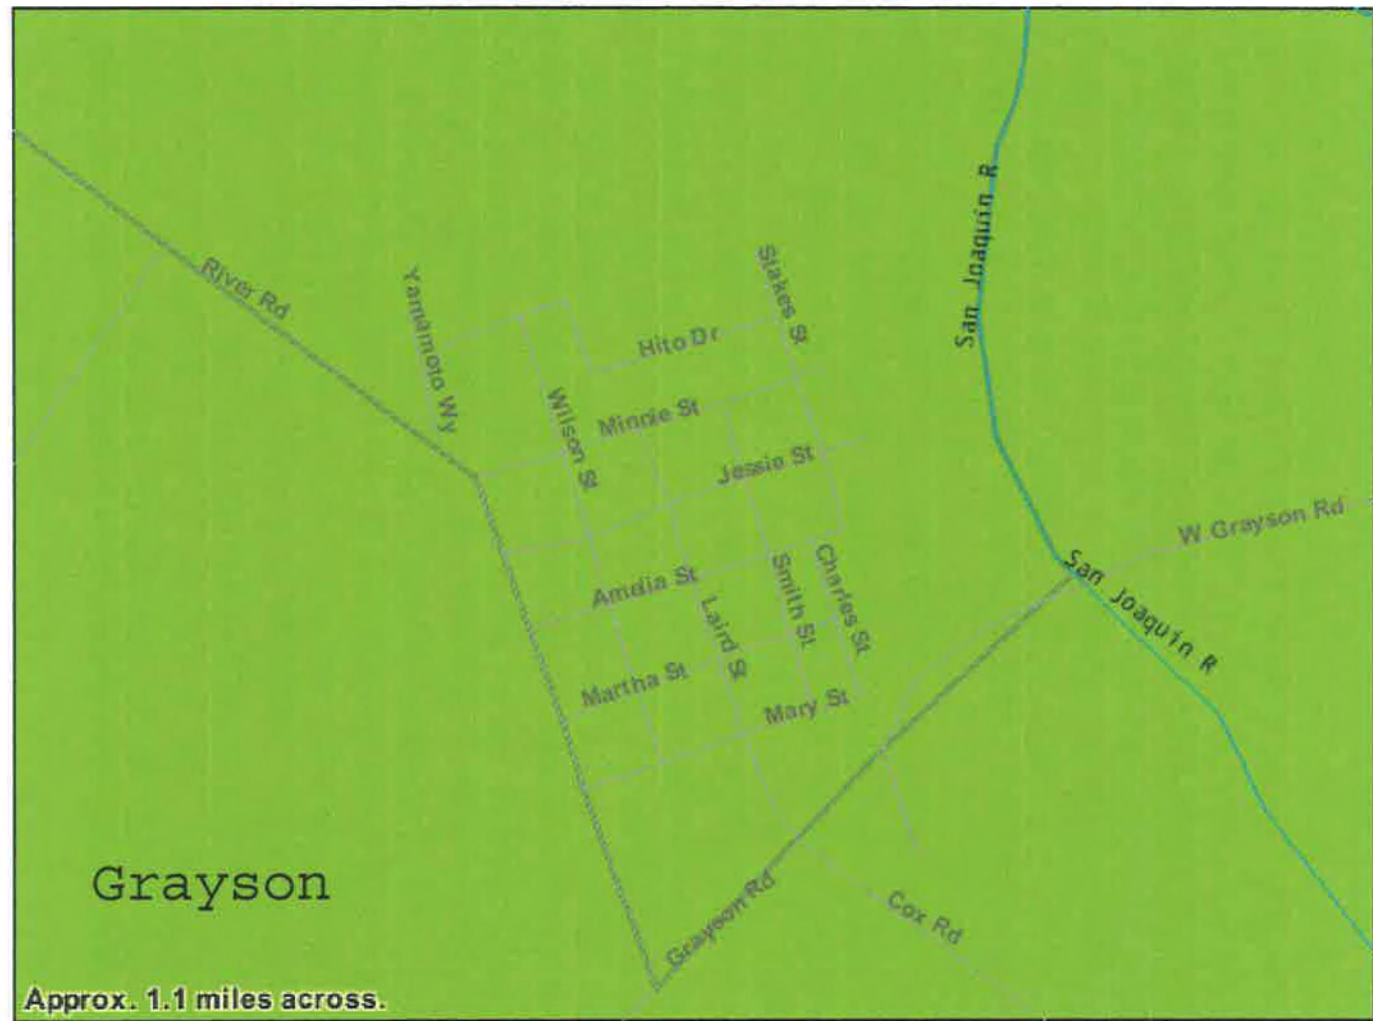 San Joaquin R
Stakes St
River Rd
Yamamoto Wy
Hito Dr
Wilson St
Minnie St
Jessie St
W Grayson Rd
San Joaquin R
Charles St
Smith St
Amelia St
Laird St
Martha St
Mary St
Grayson
Grayson Rd
Cox Rd
Approx. 1.1 miles across.